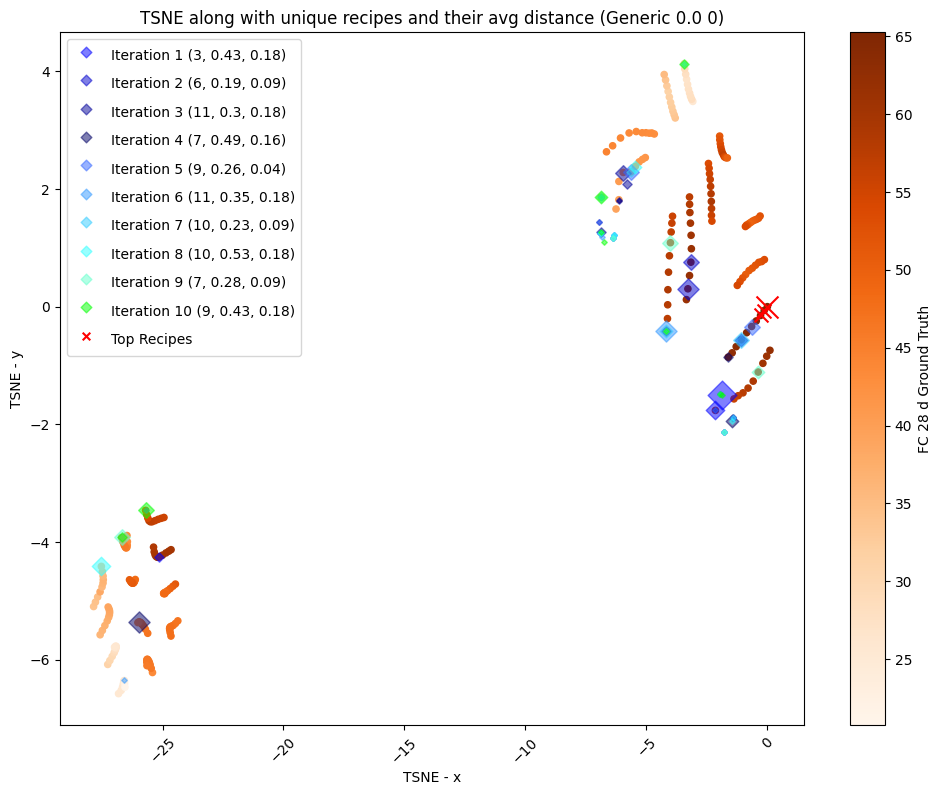 TSNE along with unique recipes and their avg distance (Generic 0.0 0)
Iteration 1 (3, 0.43, 0.18)
Iteration 2 (6, 0.19, 0.09)
Iteration 3 (11, 0.3, 0.18)
Iteration 4 (7, 0.49, 0.16)
Iteration 5 (9, 0.26, 0.04)
Iteration 6 (11, 0.35, 0.18)
Iteration 7 (10, 0.23, 0.09)
Iteration 8 (10, 0.53, 0.18)
Iteration 9 (7, 0.28, 0.09)
Iteration 10 (9, 0.43, 0.18)
Top Recipes
TSNE - y
4
2
0
−2
−4
−6
−25
−20
−15
−10
−5
0
TSNE - x
65
60
55
50
45
40
35
30
25
FC 28 d Ground Truth